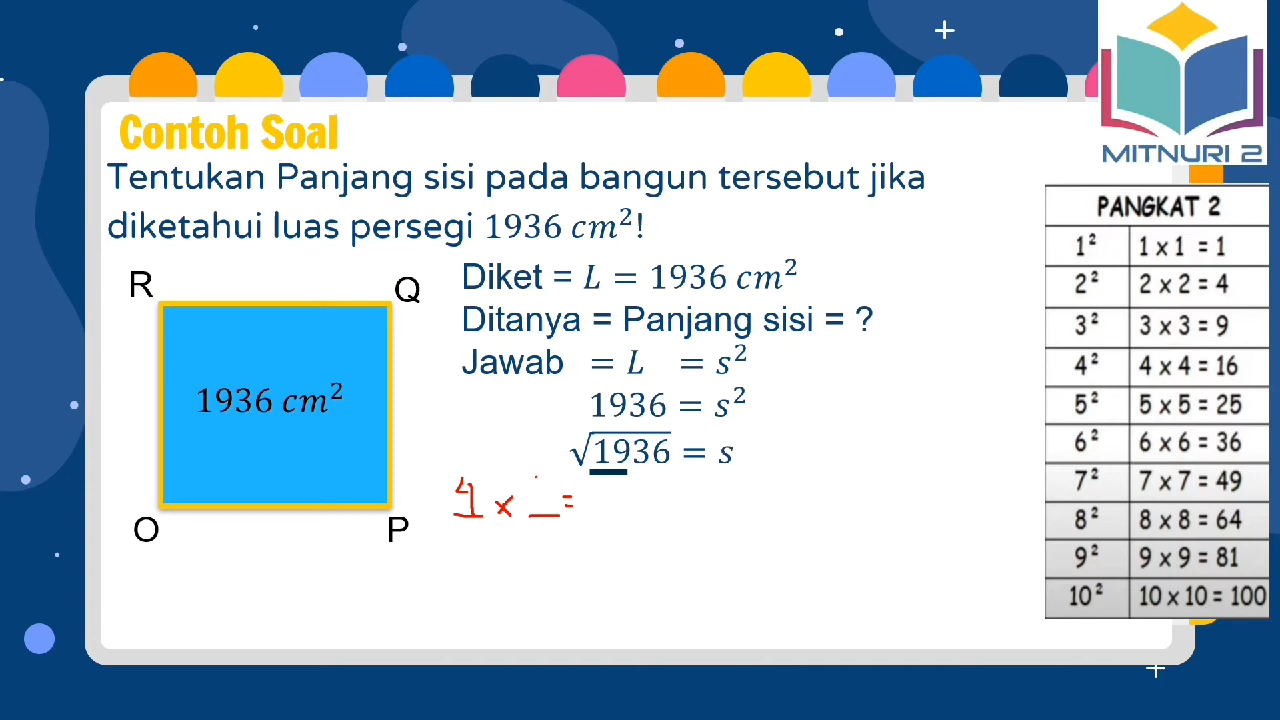 MITNURI 2
Contoh Soal
Tentukan Panjang sisi pada bangun tersebut jika
diketahui luas persegi 1936 cm²!
R
Q
1936 cm²
O
P
Diket = L = 1936 cm²
Ditanya = Panjang sisi = ?
Jawab = L = s²
1936 = s²
√1936 = s
4 x _ =
PANGKAT 2
1² 1 x 1 = 1
2² 2 x 2 = 4
3² 3 x 3 = 9
4² 4 x 4 = 16
5² 5 x 5 = 25
6² 6 x 6 = 36
7² 7 x 7 = 49
8² 8 x 8 = 64
9² 9 x 9 = 81
10² 10 x 10 = 100